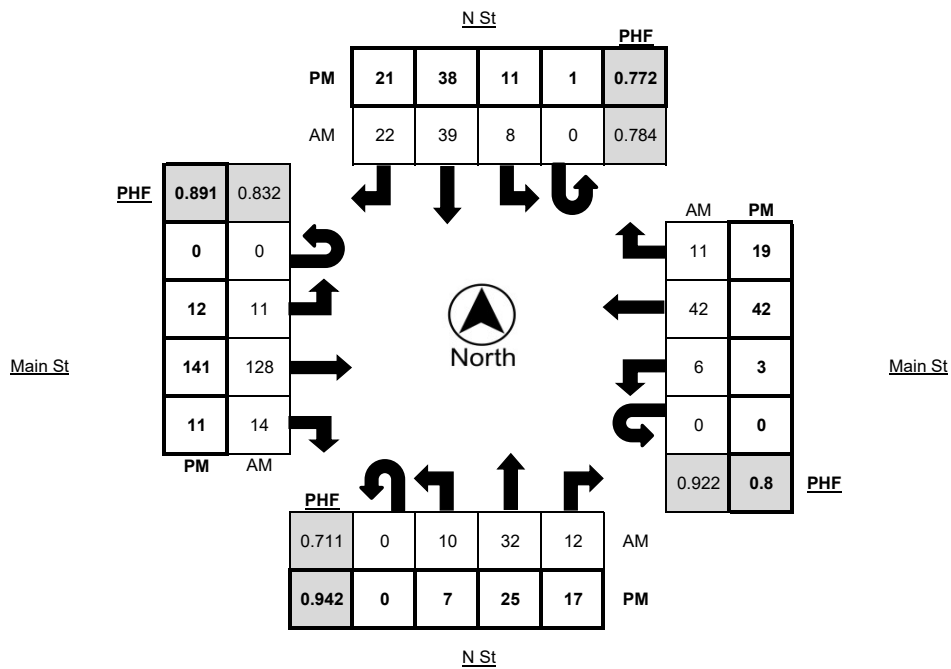 N St
PHF
PM 21 38 11 1 0.772
AM 22 39 8 0 0.784
PHF 0.891 0.832
0 0
12 11
Main St 141 128
11 14
PM AM
North
AM PM
11 19
42 42
6 3 Main St
0 0
0.922 0.8 PHF
PHF
0.711 0 10 32 12 AM
0.942 0 7 25 17 PM
N St